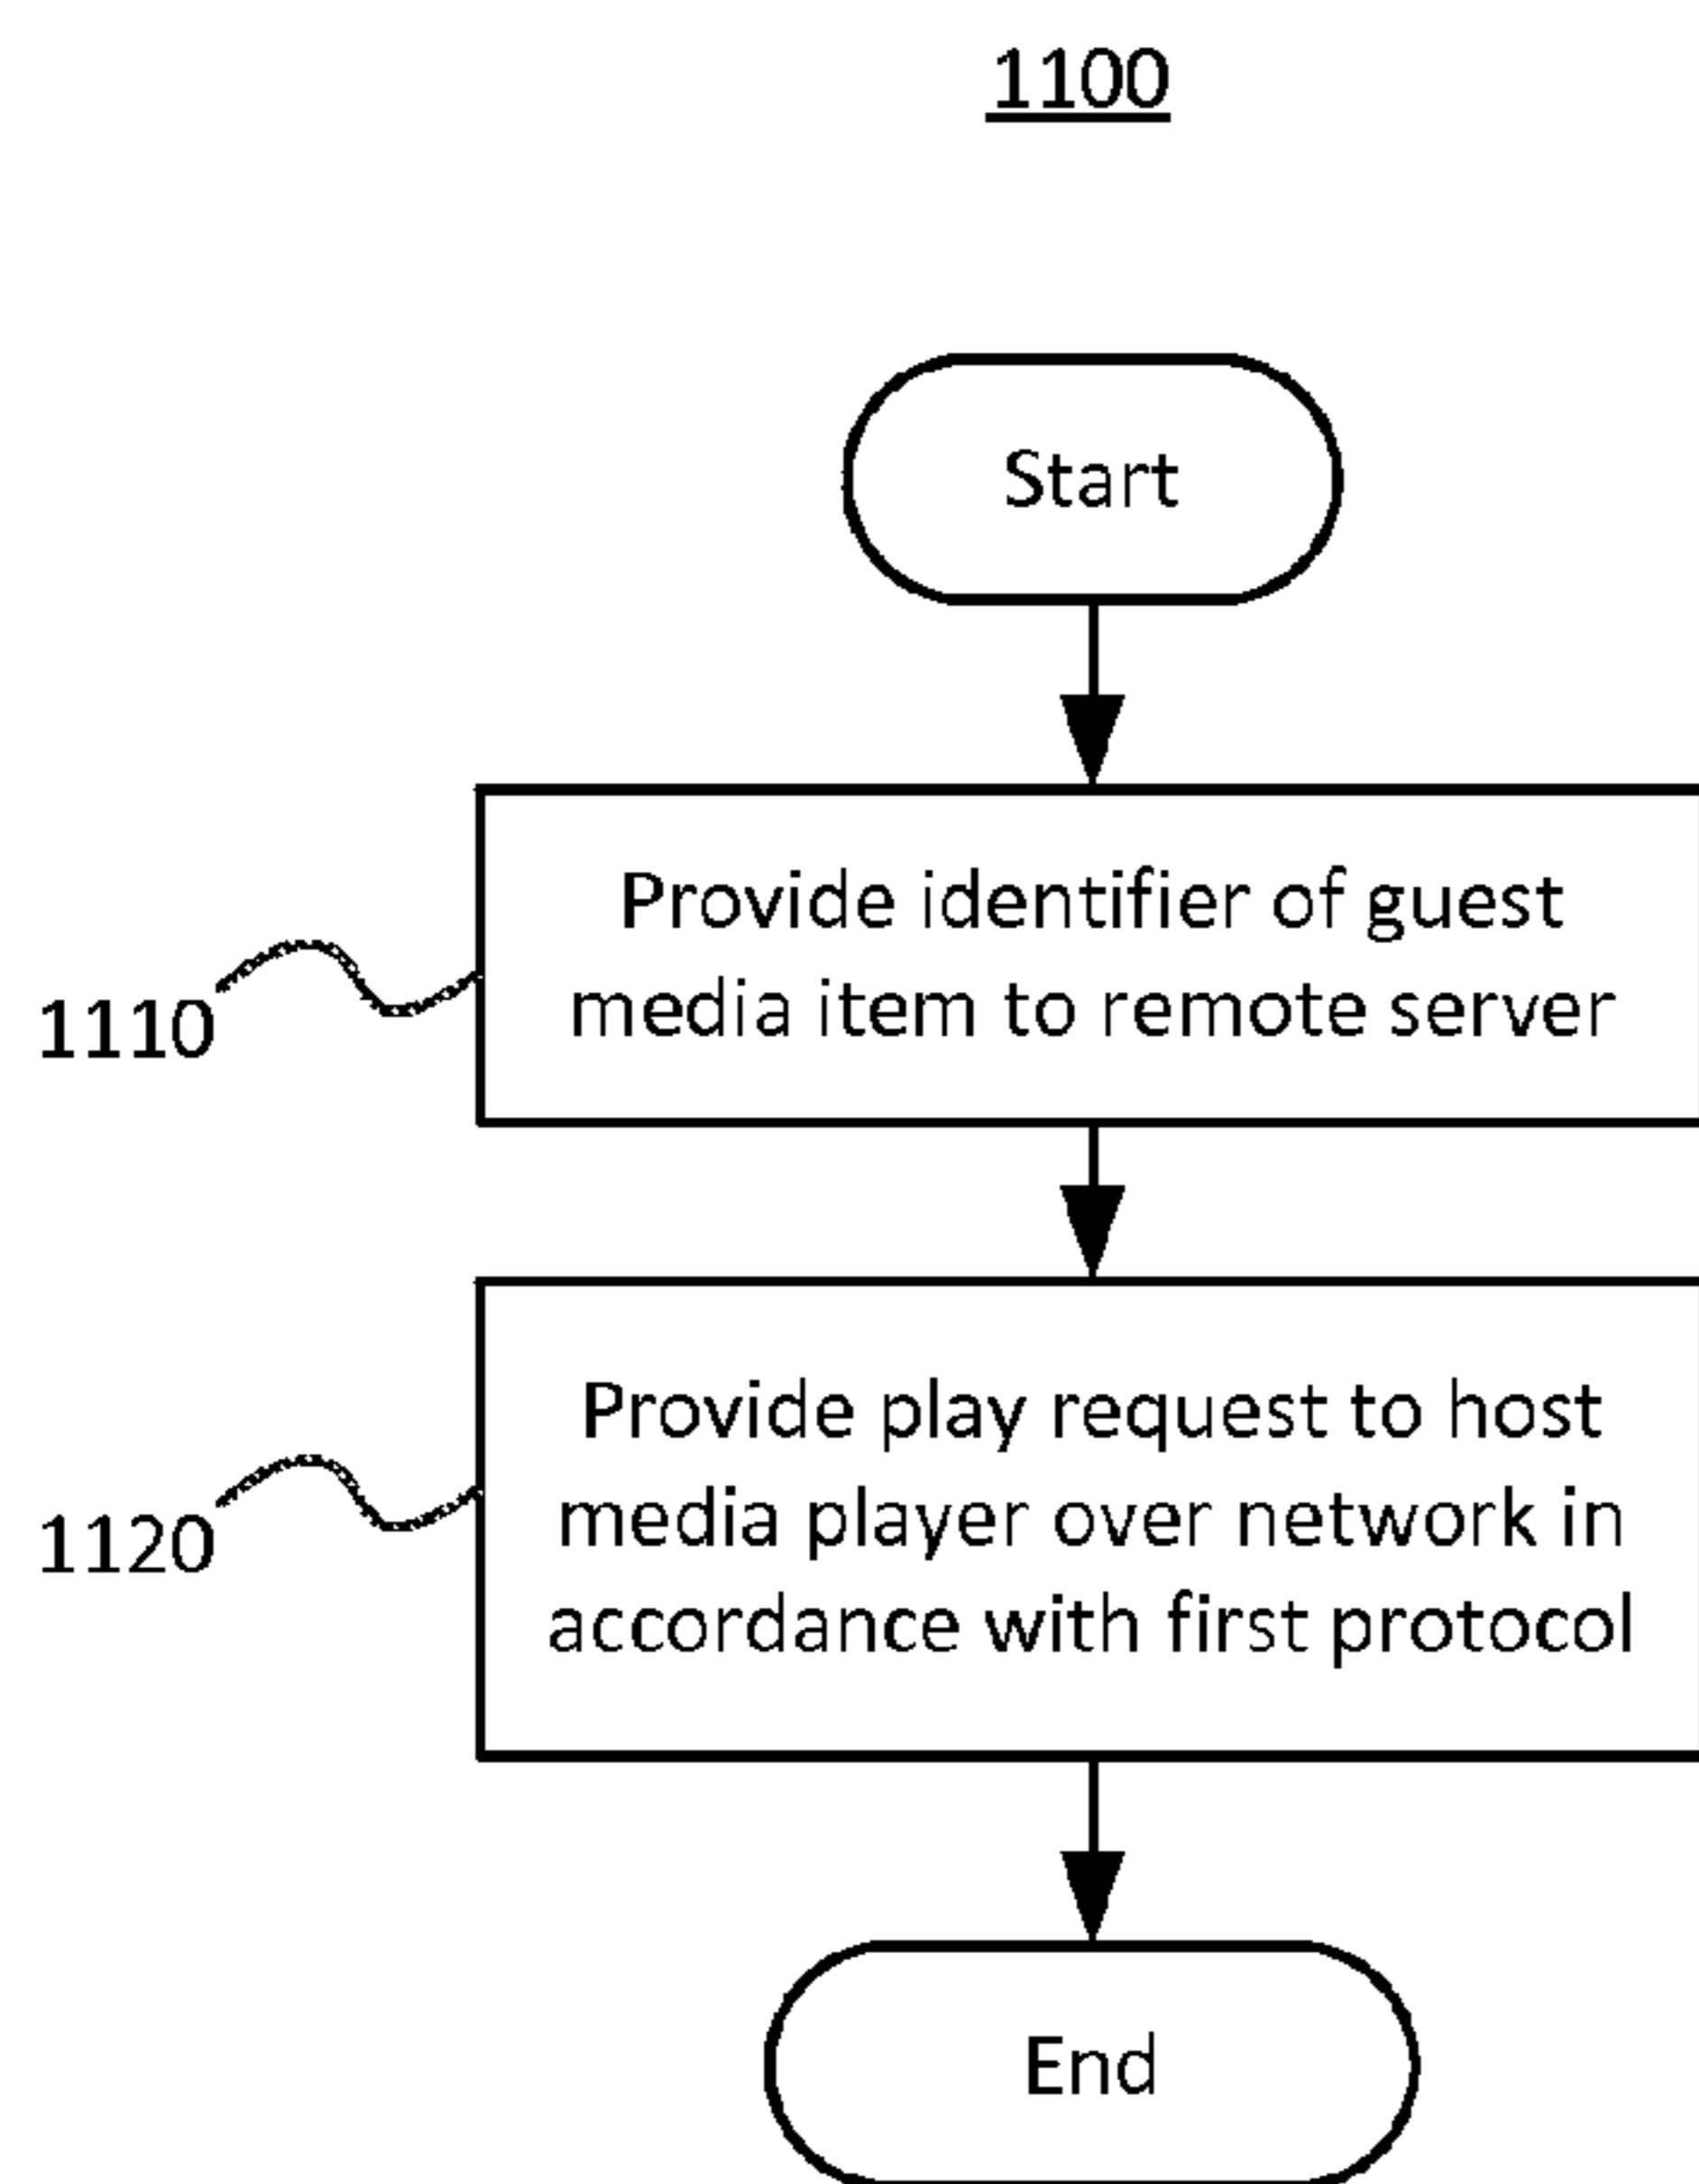 1100
Start
Provide identifier of guest
media item to remote server
1110
Provide play request to host
media player over network in
accordance with first protocol
1120
End